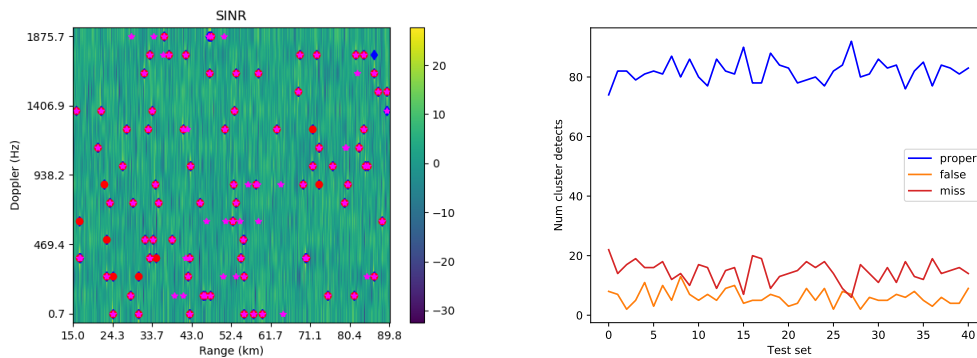 SINR
Doppler (Hz)
1875.7
1406.9
938.2
469.4
0.7
15.0 24.3 33.7 43.0 52.4 61.7 71.1 80.4 89.8
Range (km)
20
10
0
−10
−20
−30
Num cluster detects
80
60
40
20
0
0 5 10 15 20 25 30 35 40
Test set
proper
false
miss